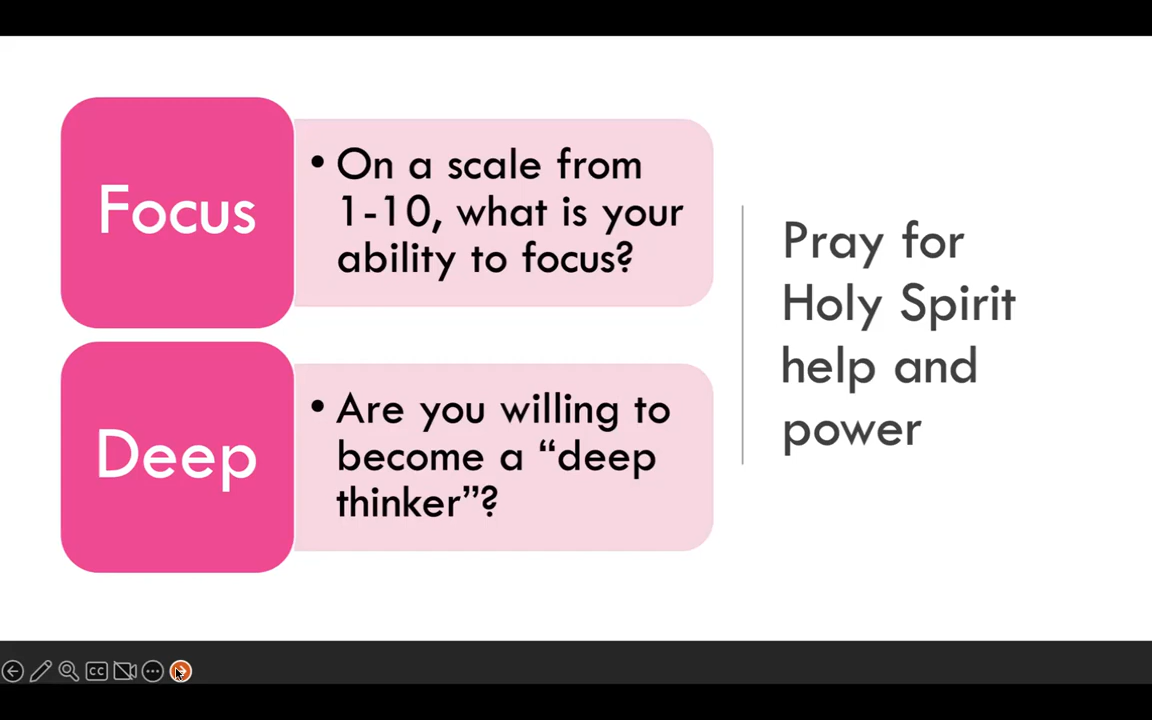 Focus
• On a scale from
1-10, what is your
ability to focus?
Deep
• Are you willing to
become a “deep
thinker”?
Pray for
Holy Spirit
help and
power
CC